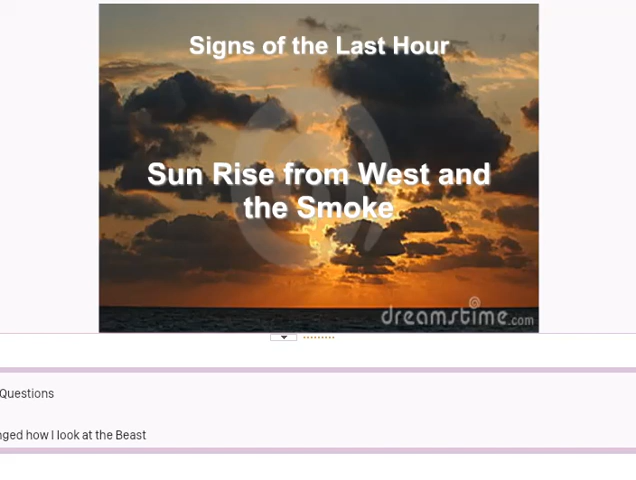 Signs of the Last Hour
Sun Rise from West and
the Smoke
dreamstime.com
Questions
how I look at the Beast